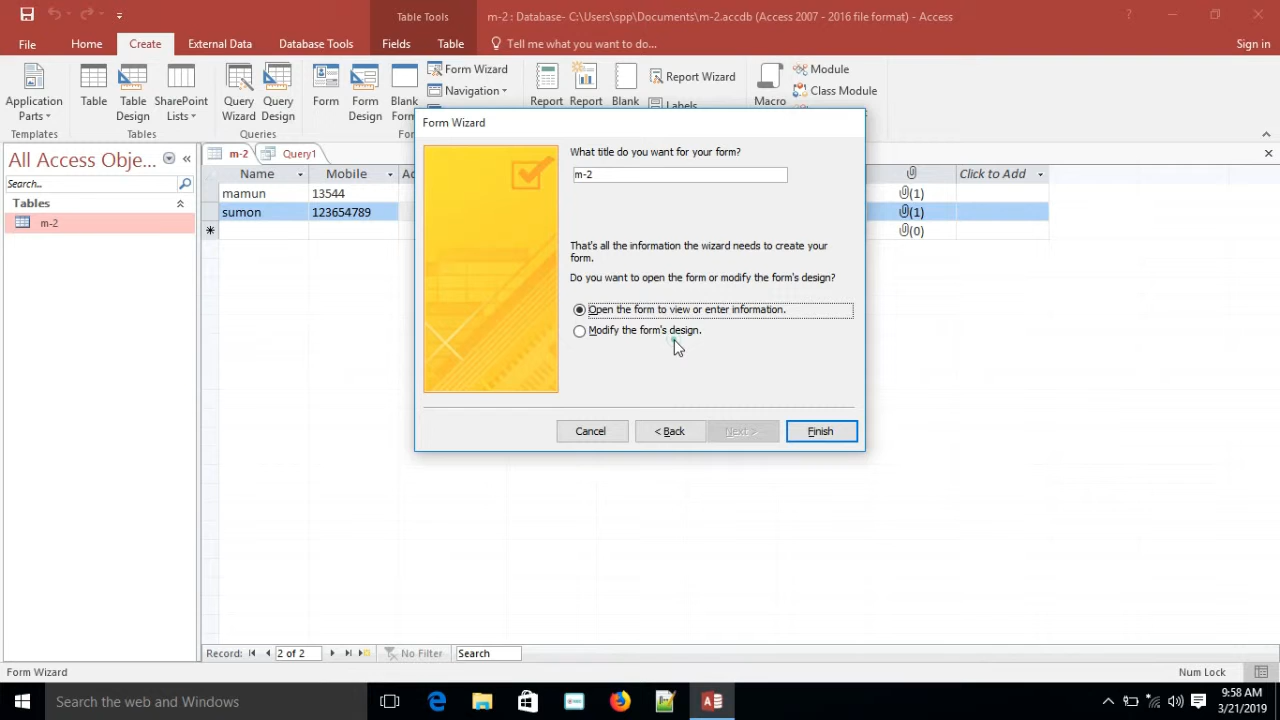 Table Tools
m-2 : Database- C:\Users\spp\Documents\m-2.accdb (Access 2007 - 2016 file format) - Access
File Home Create External Data Database Tools Fields Table Tell me what you want to do... Sign in
Application Parts
Table
Table Design
SharePoint Lists
Query Wizard
Query Design
Form
Form Design
Blank
Form Wizard
Navigation
Report
Report
Blank
Report Wizard
Labels
Macro
Module
Class Module
Templates Tables Queries
All Access Obje...
Search...
Tables
m-2
m-2 Query1
Name Mobile Click to Add
mamun 13544 (1)
sumon 123654789 (1)
(0)
Form Wizard
What title do you want for your form?
m-2
That's all the information the wizard needs to create your
form.
Do you want to open the form or modify the form's design?
Open the form to view or enter information.
Modify the form's design.
Cancel < Back Next > Finish
Record: 2 of 2 No Filter Search
Form Wizard Num Lock
Search the web and Windows
9:58 AM
3/21/2019